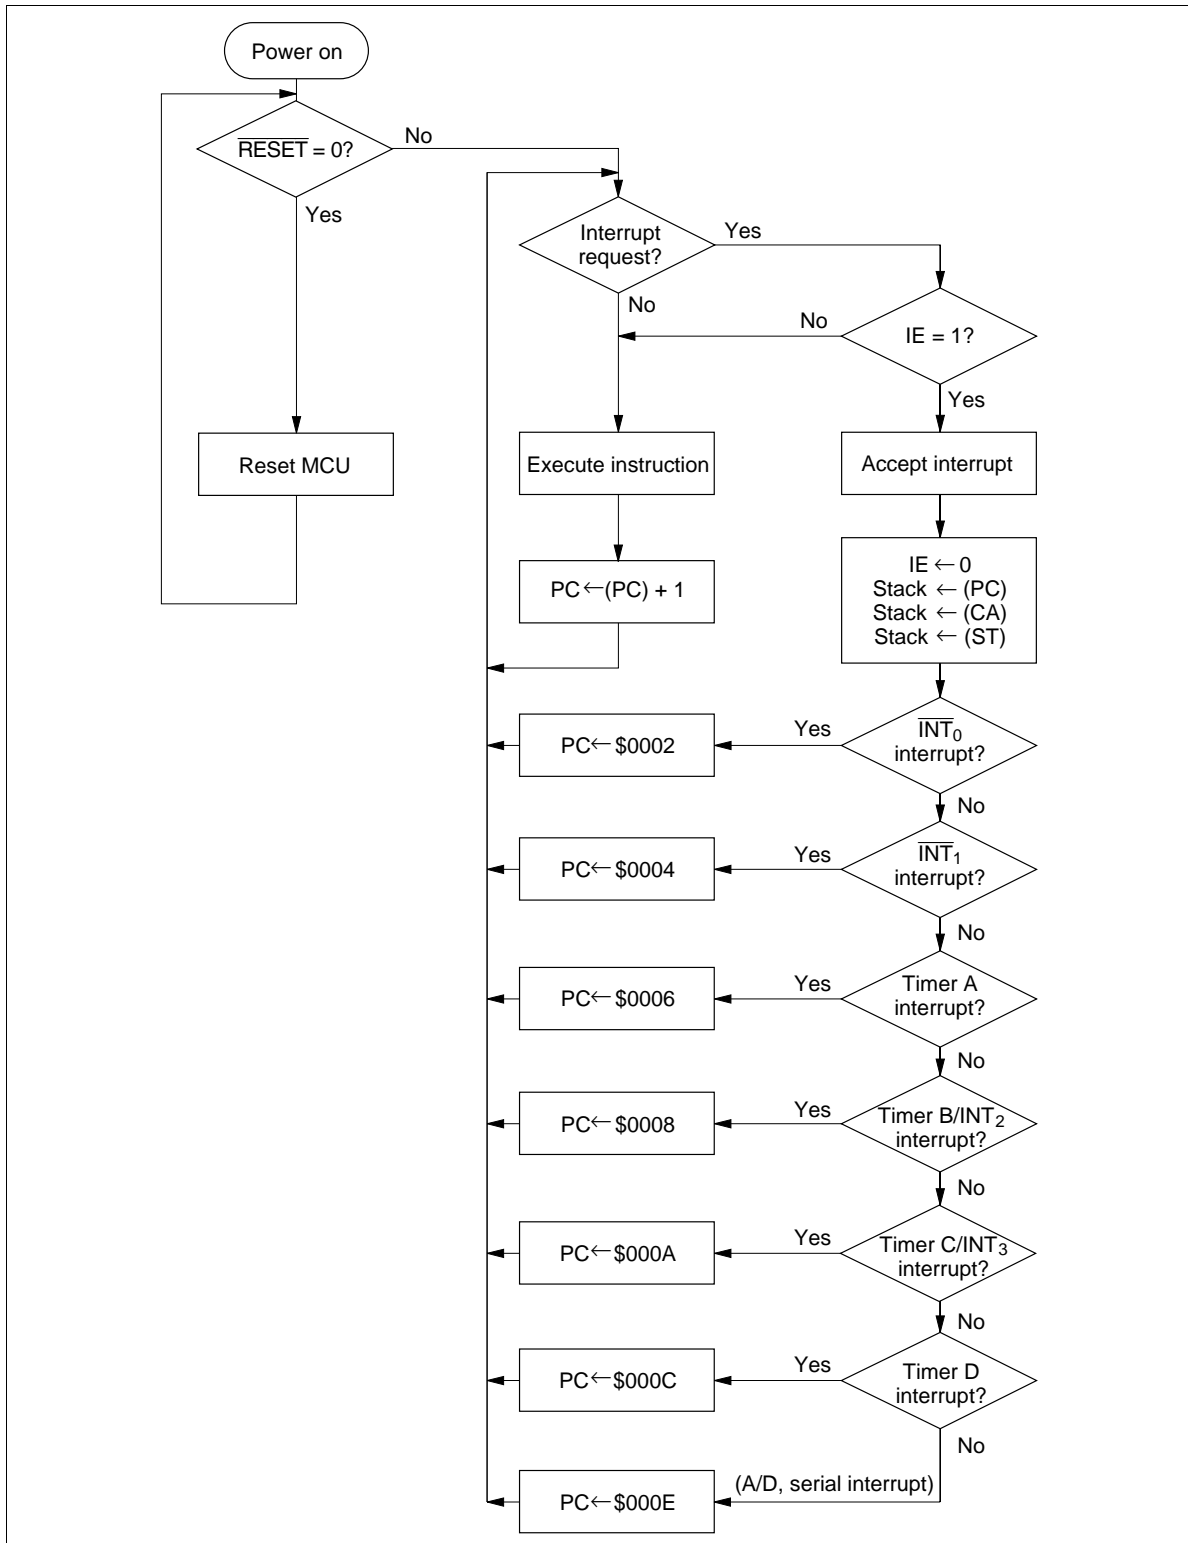 Power on
RESET = 0?
No
Yes
Interrupt
request?
Yes
No
No
IE = 1?
Yes
Reset MCU
Execute instruction
Accept interrupt
PC←(PC) + 1
IE ← 0
Stack ← (PC)
Stack ← (CA)
Stack ← (ST)
PC← $0002
Yes
INT0
interrupt?
No
PC← $0004
Yes
INT1
interrupt?
No
PC← $0006
Yes
Timer A
interrupt?
No
PC← $0008
Yes
Timer B/INT2
interrupt?
No
PC← $000A
Yes
Timer C/INT3
interrupt?
No
PC← $000C
Yes
Timer D
interrupt?
No
PC← $000E
(A/D, serial interrupt)